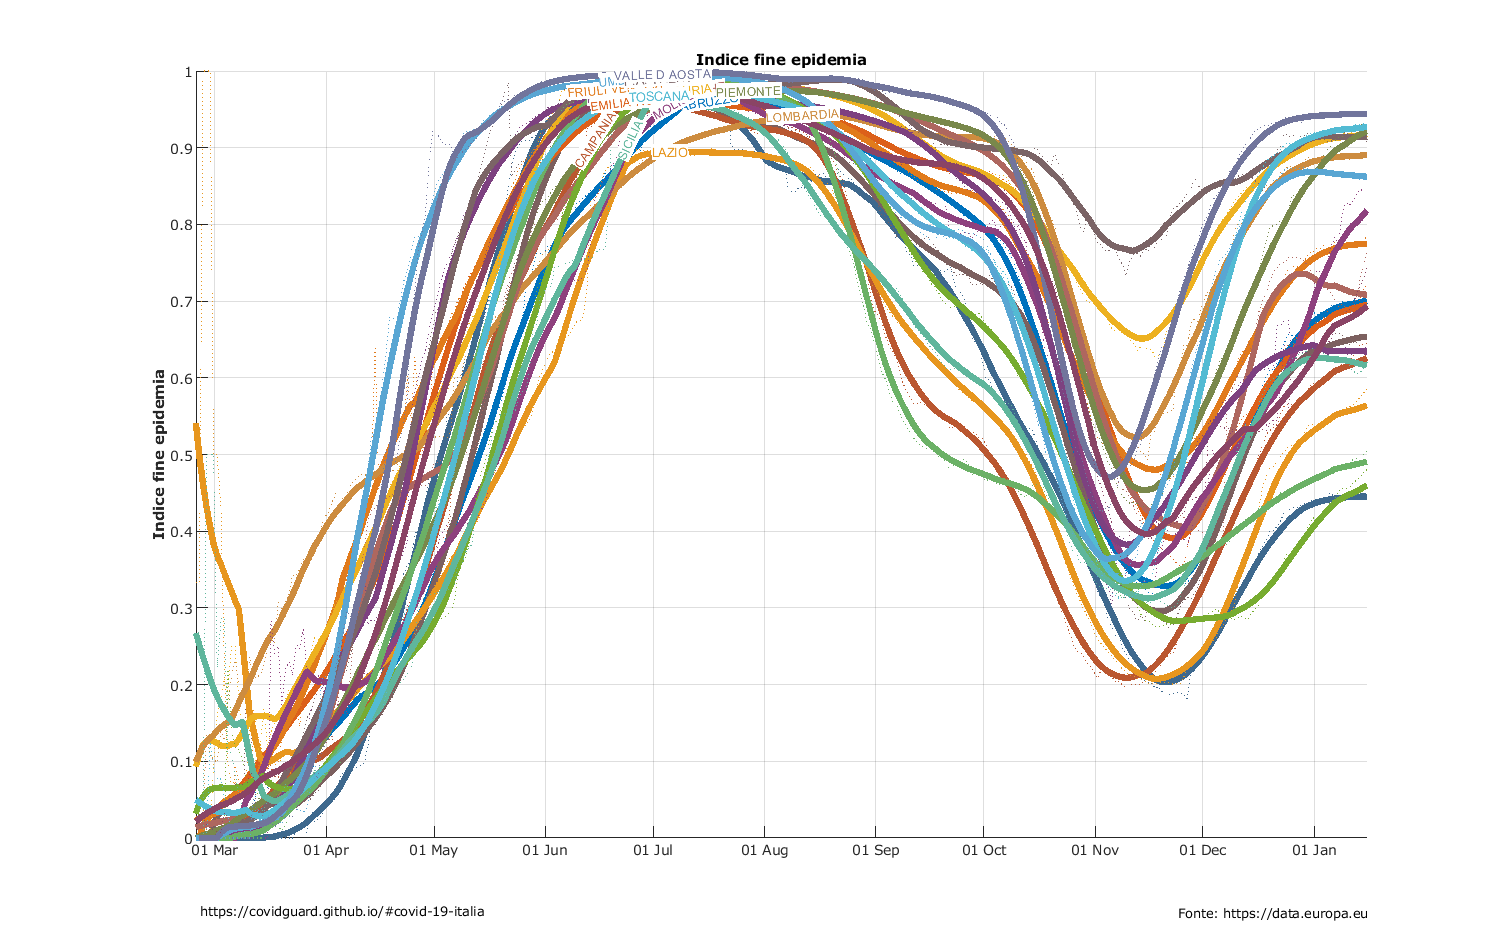 Indice fine epidemia
Indice fine epidemia
1
0.9
0.8
0.7
0.6
0.5
0.4
0.3
0.2
0.1
0
VALLE D AOSTA
TOSCANA
PIEMONTE
LOMBARDIA
EMILIA
CAMPANIA
SICILIA
LAZIO
01 Mar
01 Apr
01 May
01 Jun
01 Jul
01 Aug
01 Sep
01 Oct
01 Nov
01 Dec
01 Jan
https://covidguard.github.io/#covid-19-italia
Fonte: https://data.europa.eu